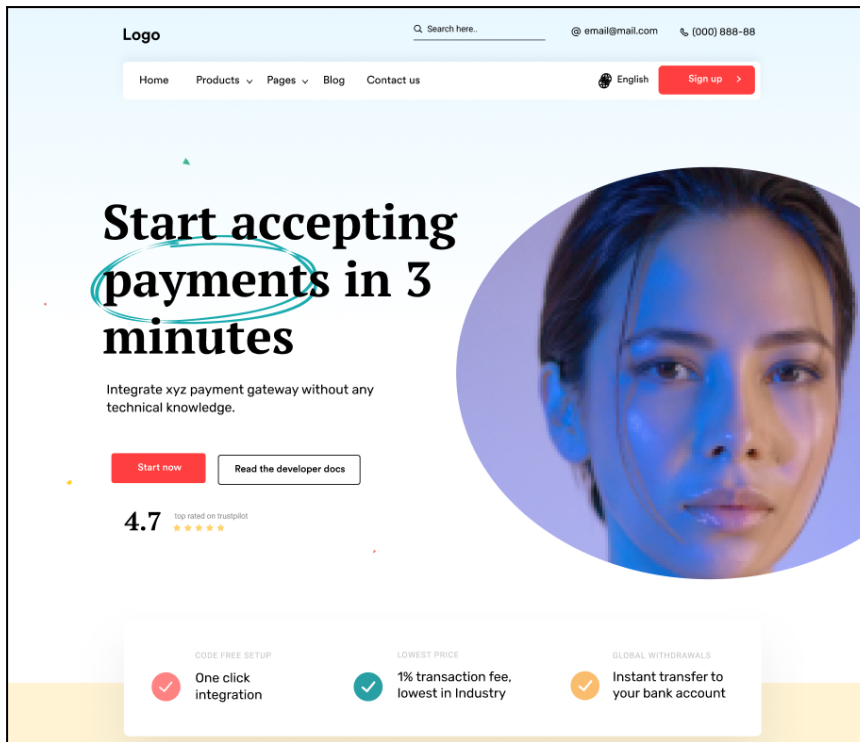 Logo
Search here..
@ email@mail.com
(000) 888-88
Home
Products
Pages
Blog
Contact us
English
Sign up
Start accepting
payments in 3
minutes
Integrate xyz payment gateway without any
technical knowledge.
Start now
Read the developer docs
4.7
top rated on trustpilot
CODE FREE SETUP
One click
integration
LOWEST PRICE
1% transaction fee,
lowest in Industry
GLOBAL WITHDRAWALS
Instant transfer to
your bank account